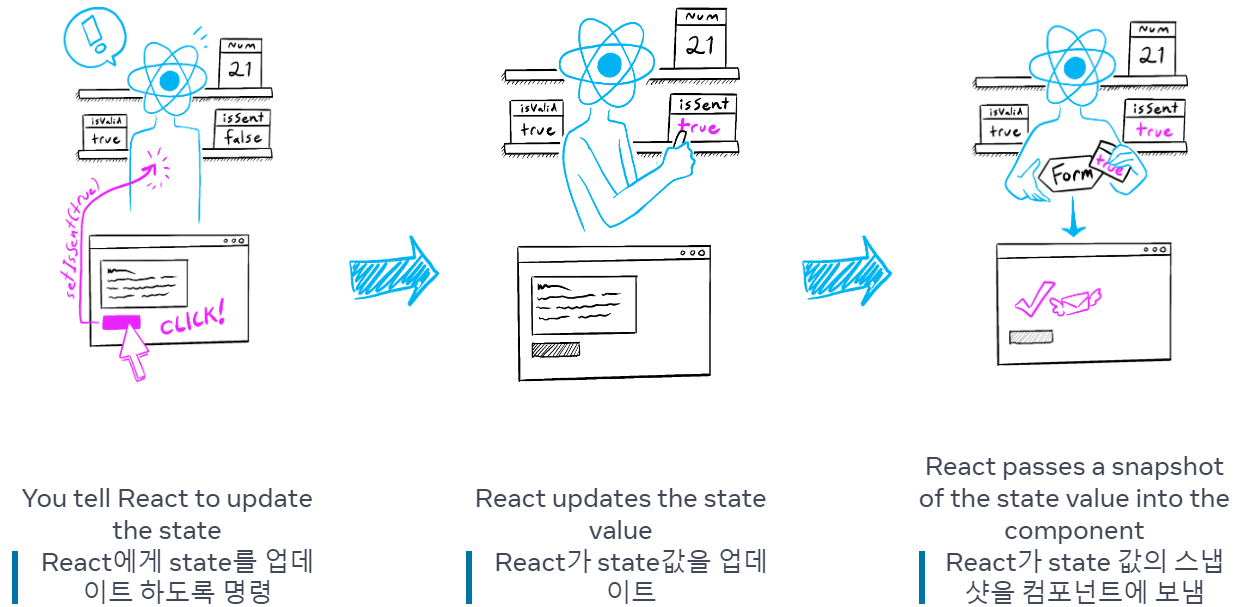 Num
21
isValid
true
isSent
false
setIsSent(true)
CLICK!
Num
21
isValid
true
isSent
true
Num
21
isValid
true
isSent
true
Form
true
You tell React to update
the state
React에게 state를 업데
이트 하도록 명령
React updates the state
value
React가 state값을 업데
이트
React passes a snapshot
of the state value into the
component
React가 state 값의 스냅
샷을 컴포넌트에 보냄